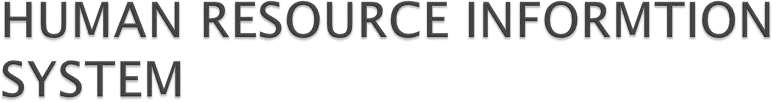 HUMAN RESOURCE INFORMTION
SYSTEM